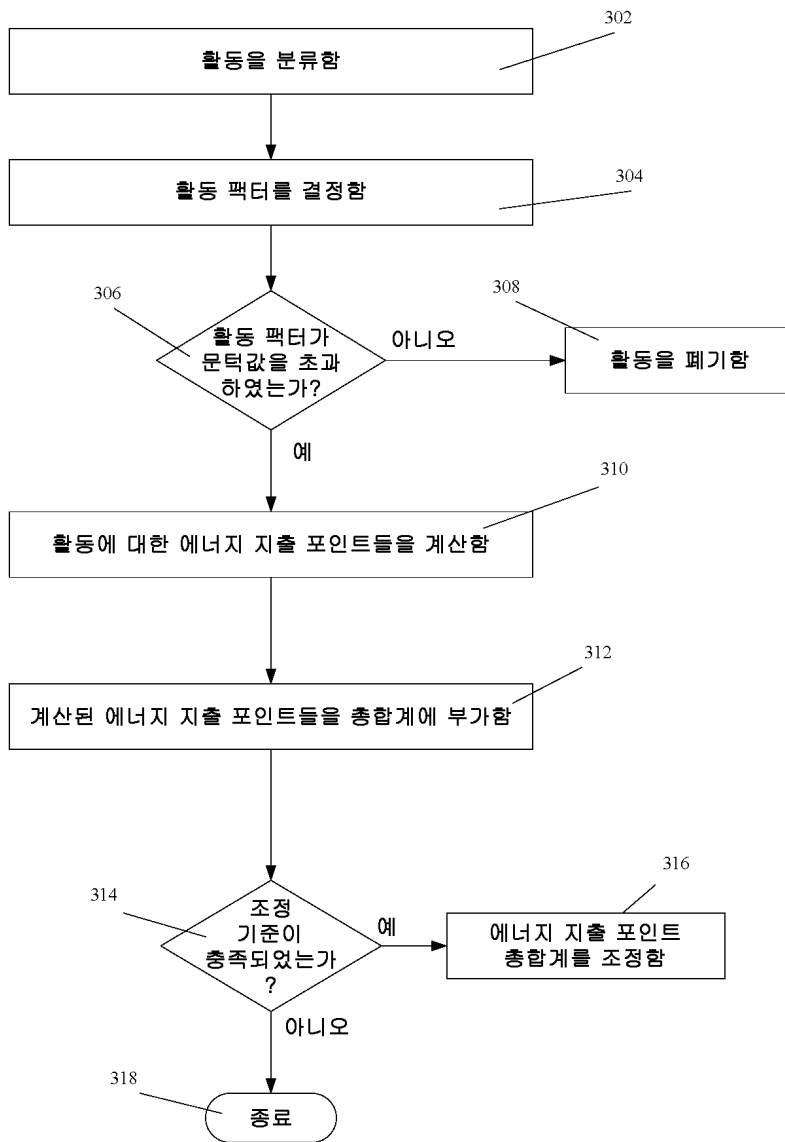 302
활동을 분류함
304
활동 팩터를 결정함
306
308
활동 팩터가
문턱값을 초과
하였는가?
아니오
활동을 폐기함
예
310
활동에 대한 에너지 지출 포인트들을 계산함
312
계산된 에너지 지출 포인트들을 총합계에 부가함
314
316
조정
기준이
충족되었는가
?
예
에너지 지출 포인트
총합계를 조정함
아니오
318
종료